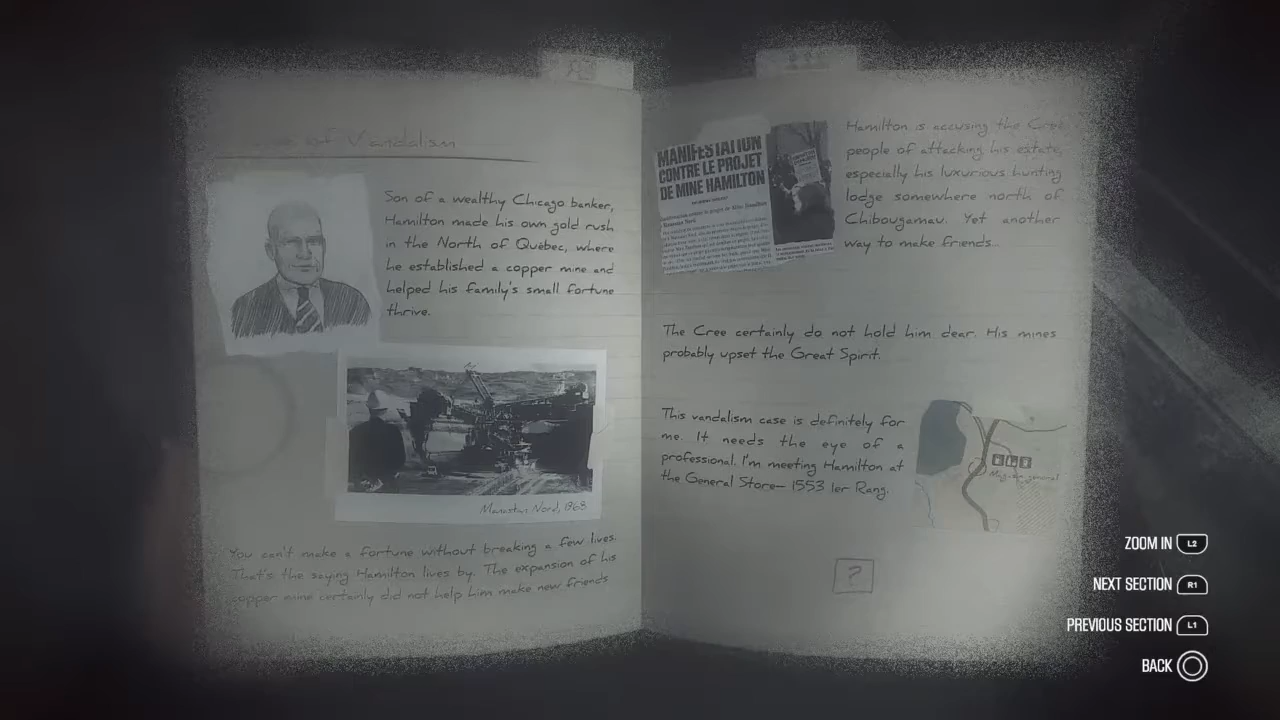 of Vandalism
Son of a wealthy Chicago banker,
Hamilton made his own gold rush
in the North of Québec, where
he established a copper mine and
helped his family's small fortune
thrive.
Manastan Nord, 1963
You can't make a fortune without breaking a few lives.
That's the saying Hamilton lives by. The expansion of his
copper mine certainly did not help him make new friends
MANIFESTATION
CONTRE LE PROJET
DE MINE HAMILTON
Hamilton is accusing the Cree
people of attacking his estate,
especially his luxurious hunting
lodge somewhere north of
Chibougamau. Yet another
way to make friends...
The Cree certainly do not hold him dear. His mines
probably upset the Great Spirit.
This vandalism case is definitely for
me. It needs the eye of a
professional. I'm meeting Hamilton at
the General Store- 1553 1er Rang.
?
ZOOM IN L2
NEXT SECTION R1
PREVIOUS SECTION L1
BACK